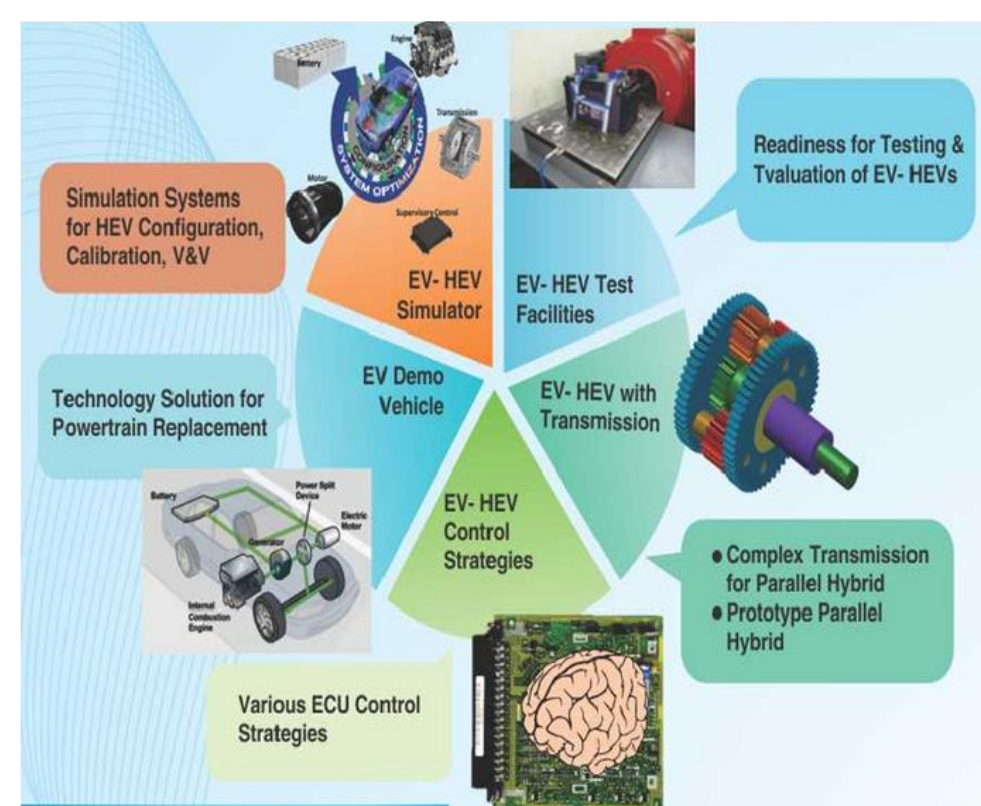 Battery
Engine
Transmission
Motor
Supervisory Control
CONFIGURATION
SYSTEM OPTIMIZATION
Simulation Systems
for HEV Configuration,
Calibration, V&V
EV- HEV
Simulator
Readiness for Testing &
Tvaluation of EV- HEVs
EV- HEV Test
Facilities
Technology Solution for
Powertrain Replacement
EV Demo
Vehicle
EV- HEV with
Transmission
EV- HEV
Control
Strategies
Battery
Power Split
Device
Electric
Motor
Generator
Internal
Combustion
Engine
● Complex Transmission
for Parallel Hybrid
● Prototype Parallel
Hybrid
Various ECU Control
Strategies